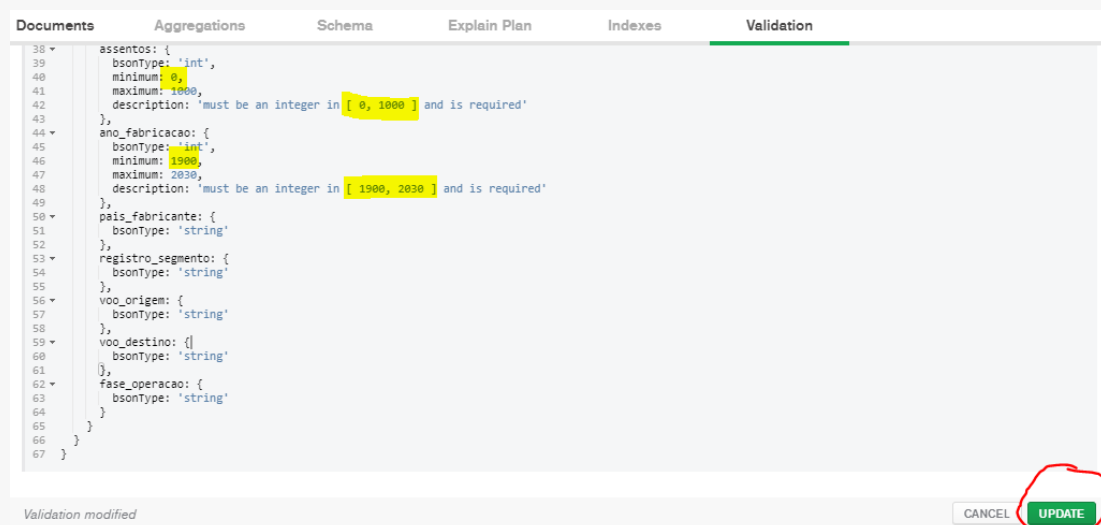 Documents Aggregations Schema Explain Plan Indexes Validation
38 assentos: {
39 bsonType: 'int',
40 minimum: 0,
41 maximum: 1000,
42 description: 'must be an integer in [ 0, 1000 ] and is required'
43 },
44 ano_fabricacao: {
45 bsonType: 'int',
46 minimum: 1900,
47 maximum: 2030,
48 description: 'must be an integer in [ 1900, 2030 ] and is required'
49 },
50 pais_fabricante: {
51 bsonType: 'string'
52 },
53 registro_segmento: {
54 bsonType: 'string'
55 },
56 voo_origem: {
57 bsonType: 'string'
58 },
59 voo_destino: {
60 bsonType: 'string'
61 },
62 fase_operacao: {
63 bsonType: 'string'
64 }
65 }
66 }
67 }
Validation modified CANCEL UPDATE